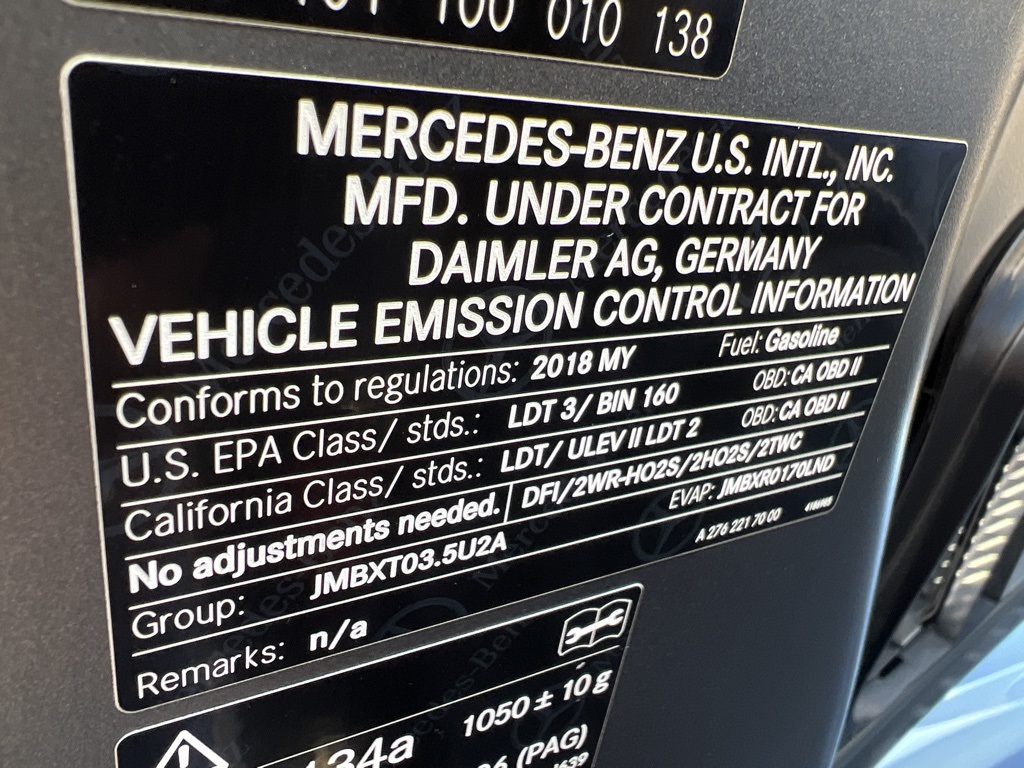 100 010 138
MERCEDES-BENZ U.S. INTL., INC.
MFD. UNDER CONTRACT FOR
DAIMLER AG, GERMANY
VEHICLE EMISSION CONTROL INFORMATION
Conforms to regulations: 2018 MY Fuel: Gasoline
U.S. EPA Class/ stds.: LDT 3/ BIN 160 OBD: CA OBD II
California Class/ stds.: LDT/ ULEV II LDT 2 OBD: CA OBD II
No adjustments needed. DFI/2WR-HO2S/2HO2S/2TWC
Group: JMBXT03.5U2A EVAP: JMBXR0170LND
Remarks: n/a A 276 221 70 00
134a 1050 ± 10 g
(PAG)